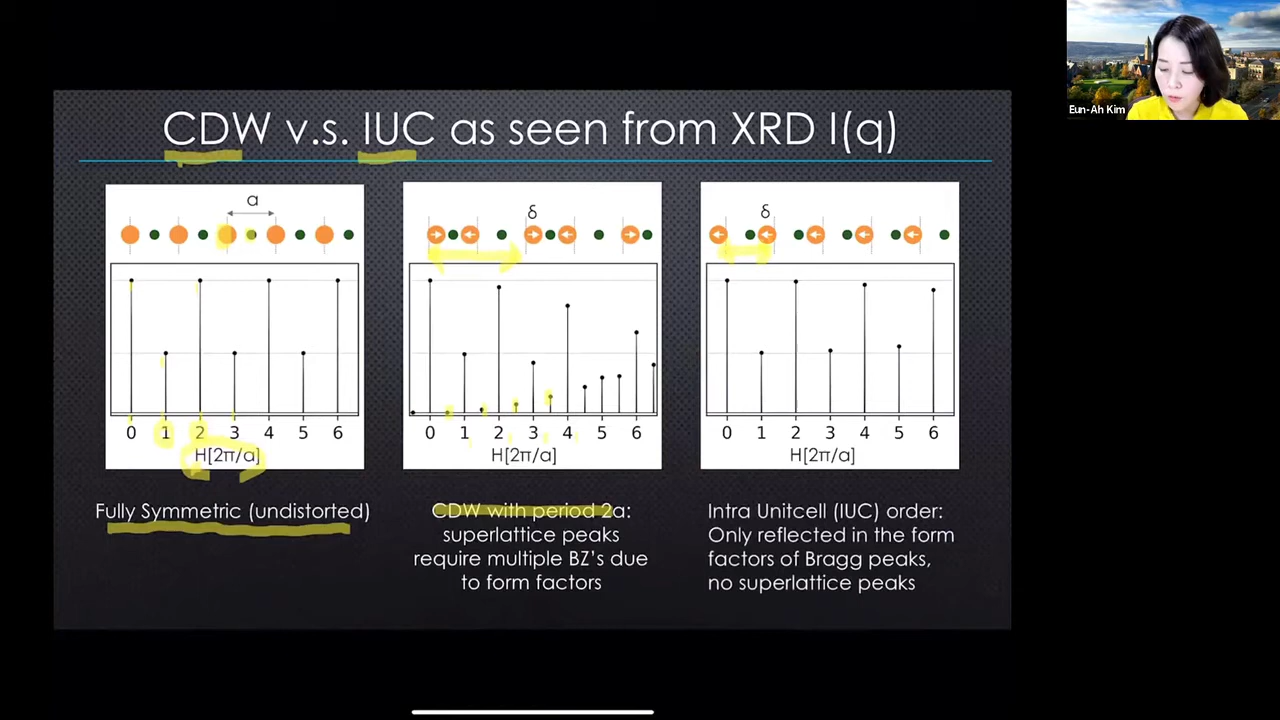 Eun-Ah Kim
CDW v.s. IUC as seen from XRD I(q)
a
0 1 2 3 4 5 6
H[2π/a]
Fully Symmetric (undistorted)
δ
0 1 2 3 4 5 6
H[2π/a]
CDW with period 2a:
superlattice peaks
require multiple BZ's due
to form factors
δ
0 1 2 3 4 5 6
H[2π/a]
Intra Unitcell (IUC) order:
Only reflected in the form
factors of Bragg peaks,
no superlattice peaks